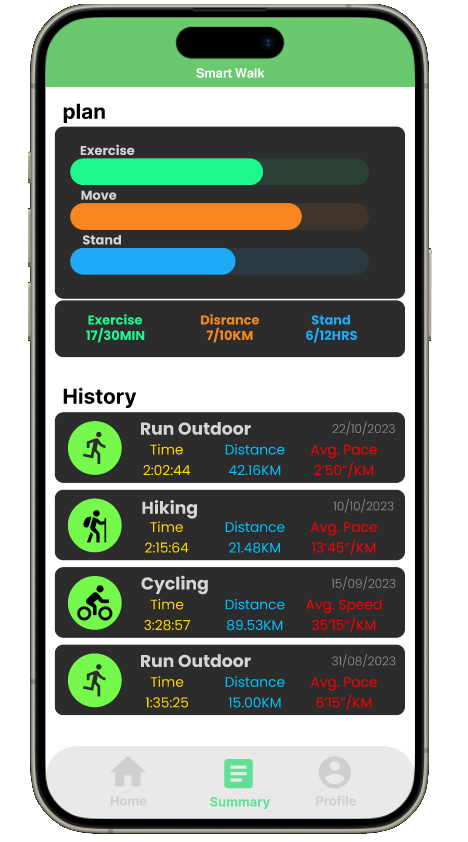 Smart Walk
plan
Exercise
Move
Stand
Exercise Disrance Stand
17/30MIN 7/10KM 6/12HRS
History
Run Outdoor 22/10/2023
Time Distance Avg. Pace
2:02:44 42.16KM 2'50"/KM
Hiking 10/10/2023
Time Distance Avg. Pace
2:15:64 21.48KM 13'45"/KM
Cycling 15/09/2023
Time Distance Avg. Speed
3:28:57 89.53KM 35'15"/KM
Run Outdoor 31/08/2023
Time Distance Avg. Pace
1:35:25 15.00KM 6'15"/KM
Home Summary Profile